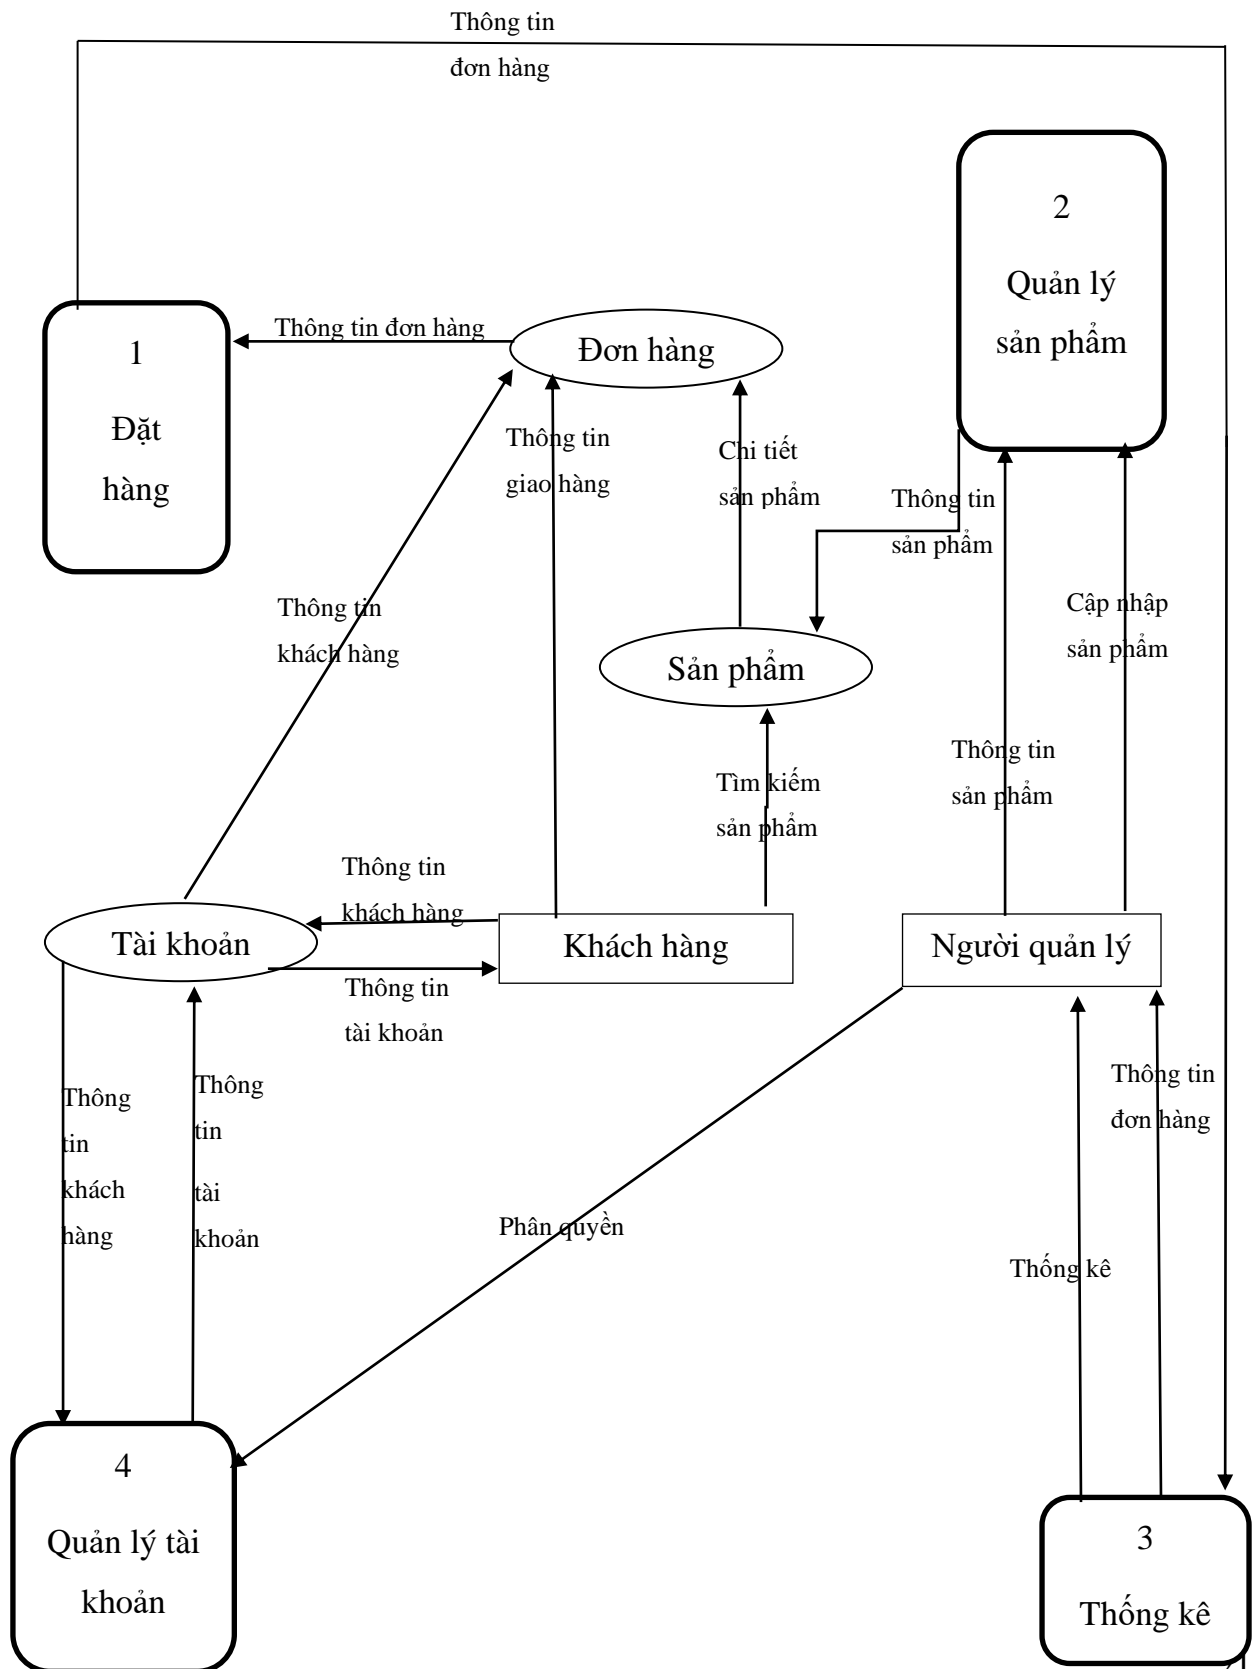 Thông tin
đơn hàng
2
Quản lý
sản phẩm
1
Đặt
hàng
Thông tin đơn hàng
Đơn hàng
Thông tin
giao hàng
Chi tiết
sản phẩm
Thông tin
sản phẩm
Thông tin
khách hàng
Cập nhập
sản phẩm
Sản phẩm
Thông tin
sản phẩm
Tìm kiếm
sản phẩm
Thông tin
khách hàng
Tài khoản
Khách hàng
Người quản lý
Thông tin
tài khoản
Thông
tin
khách
hàng
Thông
tin
tài
khoản
Thông tin
đơn hàng
Phân quyền
Thống kê
4
Quản lý tài
khoản
3
Thống kê